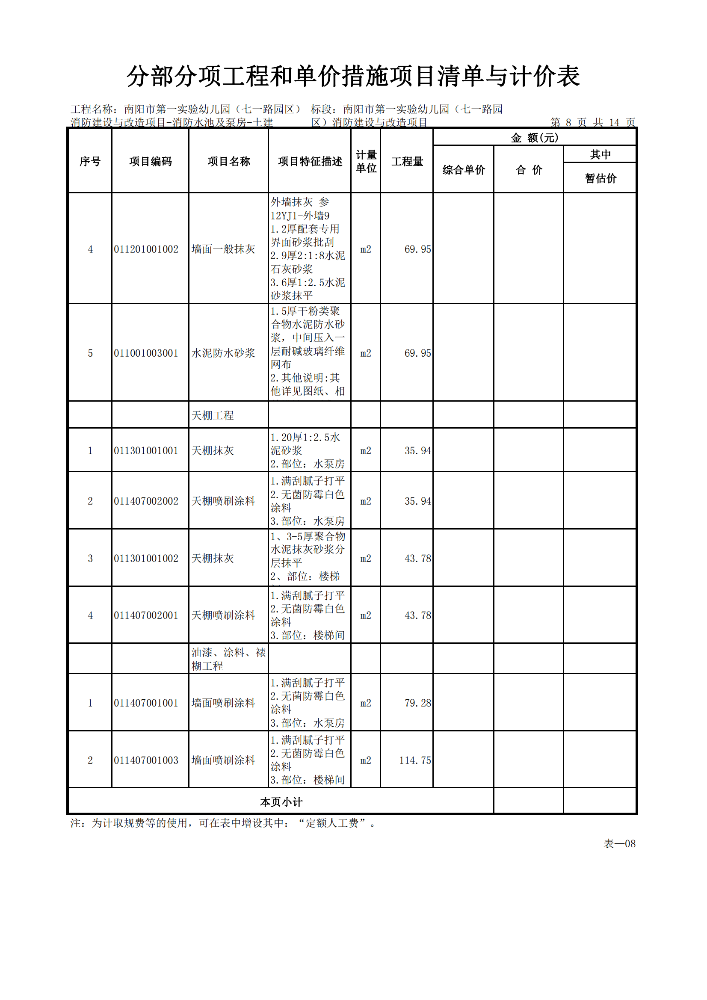 分部分项工程和单价措施项目清单与计价表
工程名称：南阳市第一实验幼儿园（七一路园区）
消防建设与改造项目-消防水池及泵房-土建
标段：南阳市第一实验幼儿园（七一路园
区）消防建设与改造项目
第 8 页 共 14 页
序号
项目编码
项目名称
项目特征描述
计量
单位
工程量
金 额(元)
综合单价
合 价
其中
暂估价
4
011201001002
墙面一般抹灰
外墙抹灰 参
12YJ1-外墙9
1.2厚配套专用
界面砂浆批刮
2.9厚2:1:8水泥
石灰砂浆
3.6厚1:2.5水泥
砂浆抹平
m2
69.95
5
011001003001
水泥防水砂浆
1.5厚干粉类聚
合物水泥防水砂
浆，中间压入一
层耐碱玻璃纤维
网布
2.其他说明:其
他详见图纸、相
m2
69.95
天棚工程
1
011301001001
天棚抹灰
1.20厚1:2.5水
泥砂浆
2.部位：水泵房
m2
35.94
2
011407002002
天棚喷刷涂料
1.满刮腻子打平
2.无菌防霉白色
涂料
3.部位：水泵房
m2
35.94
3
011301001002
天棚抹灰
1、3-5厚聚合物
水泥抹灰砂浆分
层抹平
2、部位：楼梯
m2
43.78
4
011407002001
天棚喷刷涂料
1.满刮腻子打平
2.无菌防霉白色
涂料
3.部位：楼梯间
m2
43.78
油漆、涂料、裱
糊工程
1
011407001001
墙面喷刷涂料
1.满刮腻子打平
2.无菌防霉白色
涂料
3.部位：水泵房
m2
79.28
2
011407001003
墙面喷刷涂料
1.满刮腻子打平
2.无菌防霉白色
涂料
3.部位：楼梯间
m2
114.75
本页小计
注：为计取规费等的使用，可在表中增设其中：“定额人工费”。
表—08